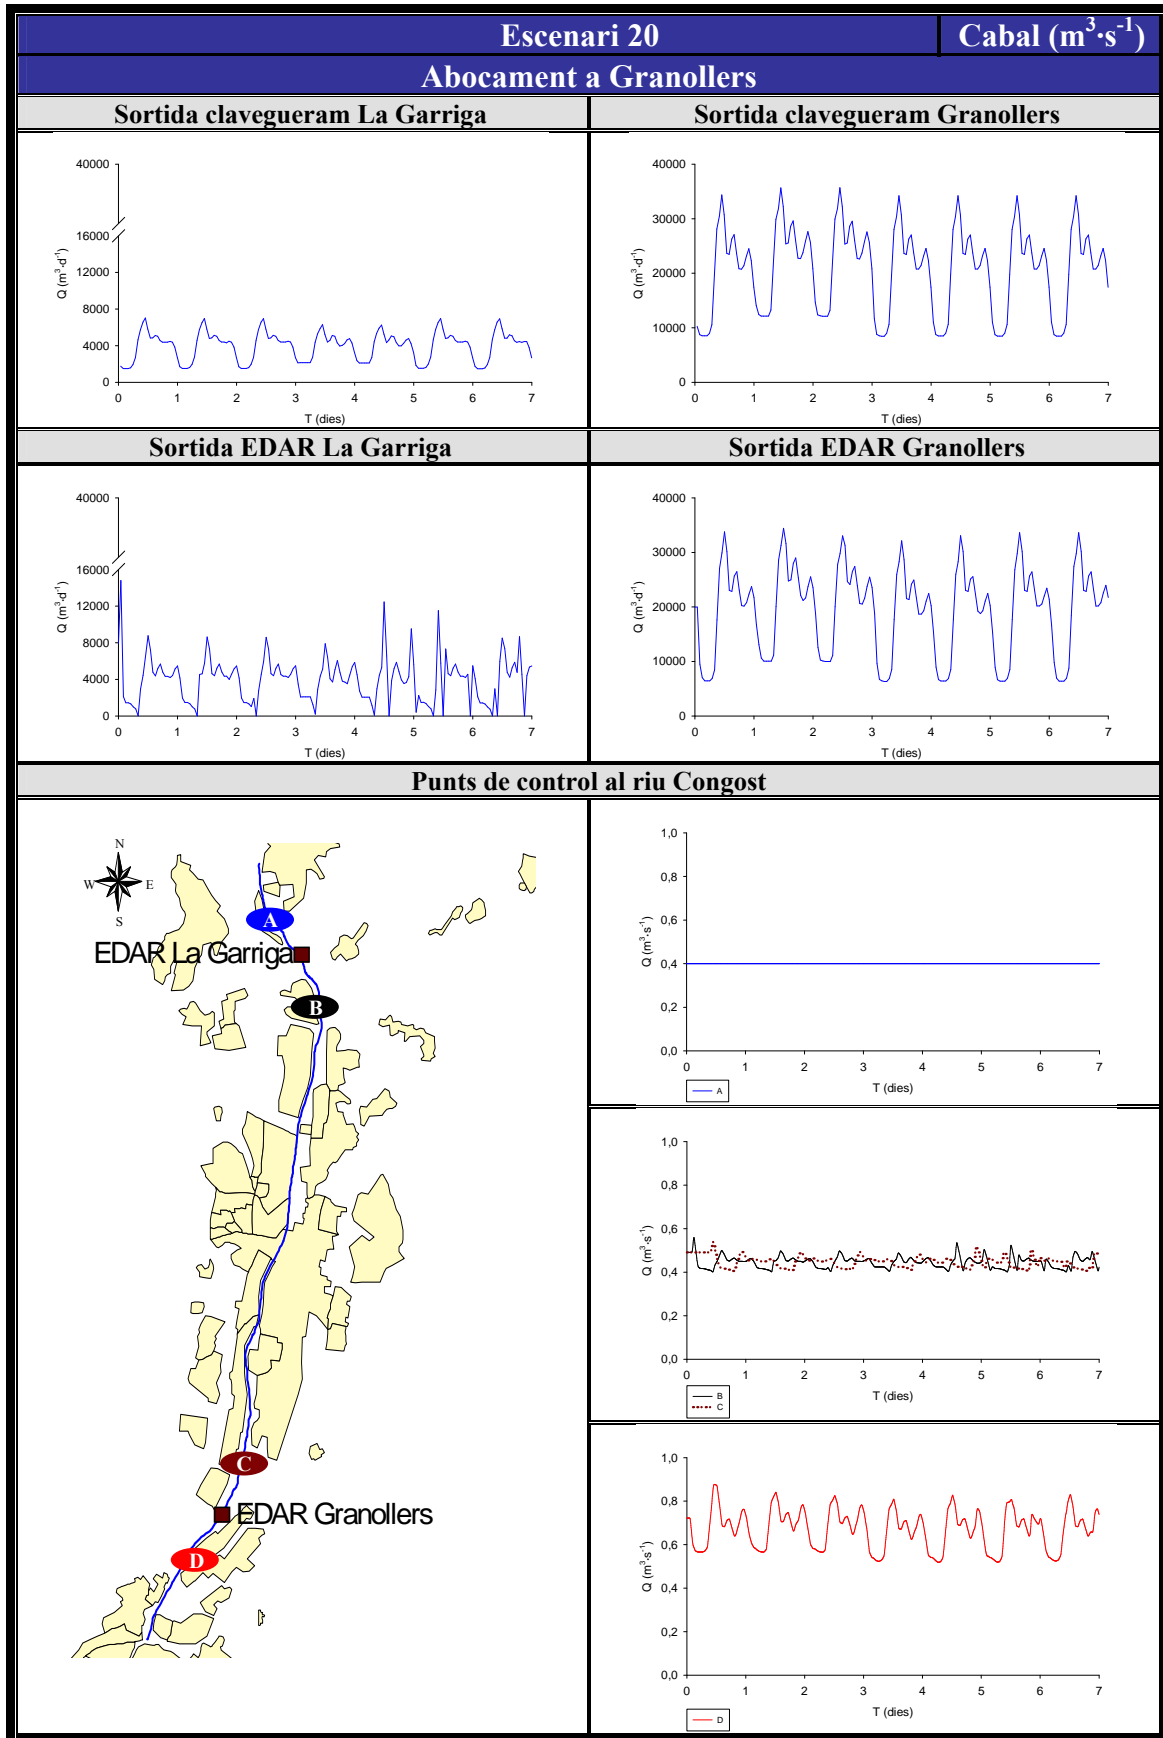 Escenari 20
Cabal (m³·s⁻¹)
Abocament a Granollers
Sortida clavegueram La Garriga
Sortida clavegueram Granollers
40000
16000
12000
8000
4000
0
Q (m³·d⁻¹)
0 1 2 3 4 5 6 7
T (dies)
40000
30000
20000
10000
0
Q (m³·d⁻¹)
0 1 2 3 4 5 6 7
T (dies)
Sortida EDAR La Garriga
Sortida EDAR Granollers
40000
16000
12000
8000
4000
0
Q (m³·d⁻¹)
0 1 2 3 4 5 6 7
T (dies)
40000
30000
20000
10000
0
Q (m³·d⁻¹)
0 1 2 3 4 5 6 7
T (dies)
Punts de control al riu Congost
N
W E
S
A
EDAR La Garriga
B
C
EDAR Granollers
D
1,0
0,8
0,6
0,4
0,2
0,0
Q (m³·s⁻¹)
0 1 2 3 4 5 6 7
T (dies)
A
1,0
0,8
0,6
0,4
0,2
0,0
Q (m³·s⁻¹)
0 1 2 3 4 5 6 7
T (dies)
B
C
1,0
0,8
0,6
0,4
0,2
0,0
Q (m³·s⁻¹)
0 1 2 3 4 5 6 7
T (dies)
D